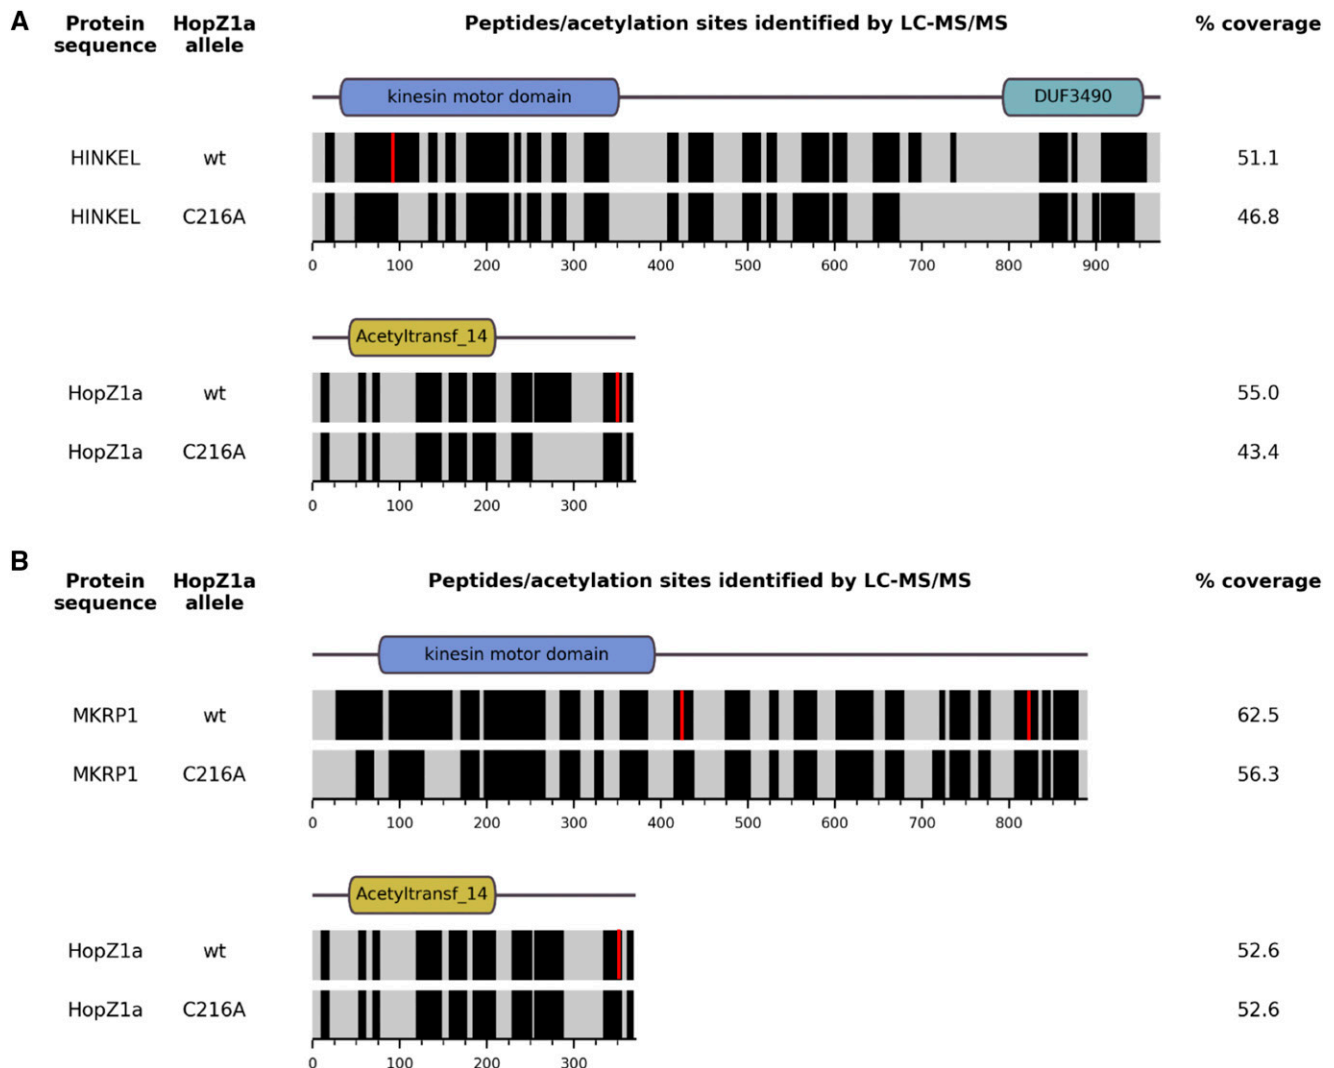 A
Protein sequence
HopZ1a allele
Peptides/acetylation sites identified by LC-MS/MS
% coverage
kinesin motor domain
DUF3490
HINKEL wt 51.1
HINKEL C216A 46.8
0 100 200 300 400 500 600 700 800 900
Acetyltransf_14
HopZ1a wt 55.0
HopZ1a C216A 43.4
0 100 200 300
B
Protein sequence
HopZ1a allele
Peptides/acetylation sites identified by LC-MS/MS
% coverage
kinesin motor domain
MKRP1 wt 62.5
MKRP1 C216A 56.3
0 100 200 300 400 500 600 700 800
Acetyltransf_14
HopZ1a wt 52.6
HopZ1a C216A 52.6
0 100 200 300